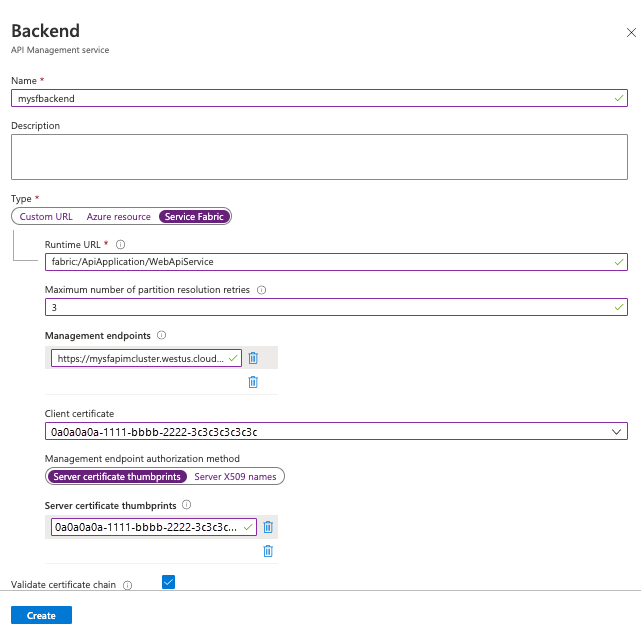 Backend
API Management service
Name *
mysfbackend
Description
Type *
Custom URL Azure resource Service Fabric
Runtime URL *
fabric:/ApiApplication/WebApiService
Maximum number of partition resolution retries
3
Management endpoints
https://mysfapimcluster.westus.cloud...
Client certificate
0a0a0a0a-1111-bbbb-2222-3c3c3c3c3c3c
Management endpoint authorization method
Server certificate thumbprints Server X509 names
Server certificate thumbprints
0a0a0a0a-1111-bbbb-2222-3c3c3c...
Validate certificate chain
Create